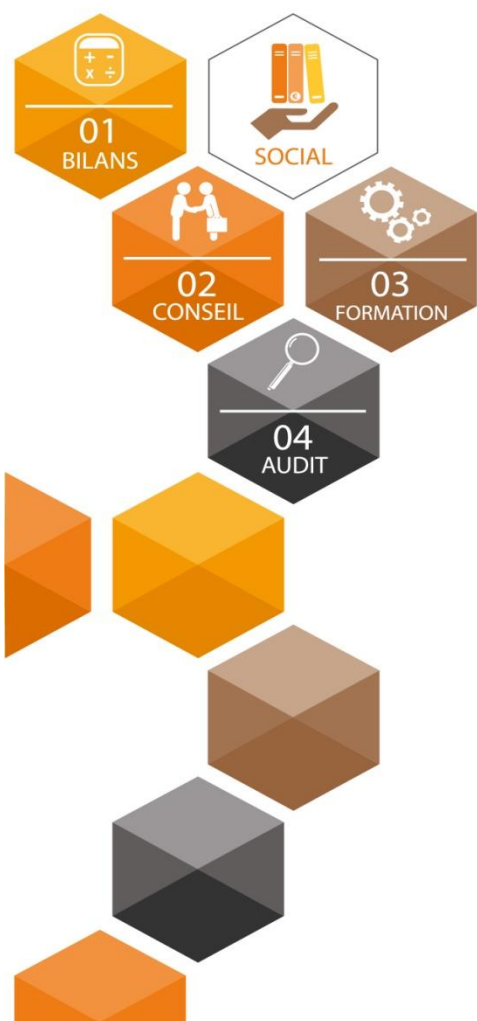 01
BILANS
SOCIAL
02
CONSEIL
03
FORMATION
04
AUDIT